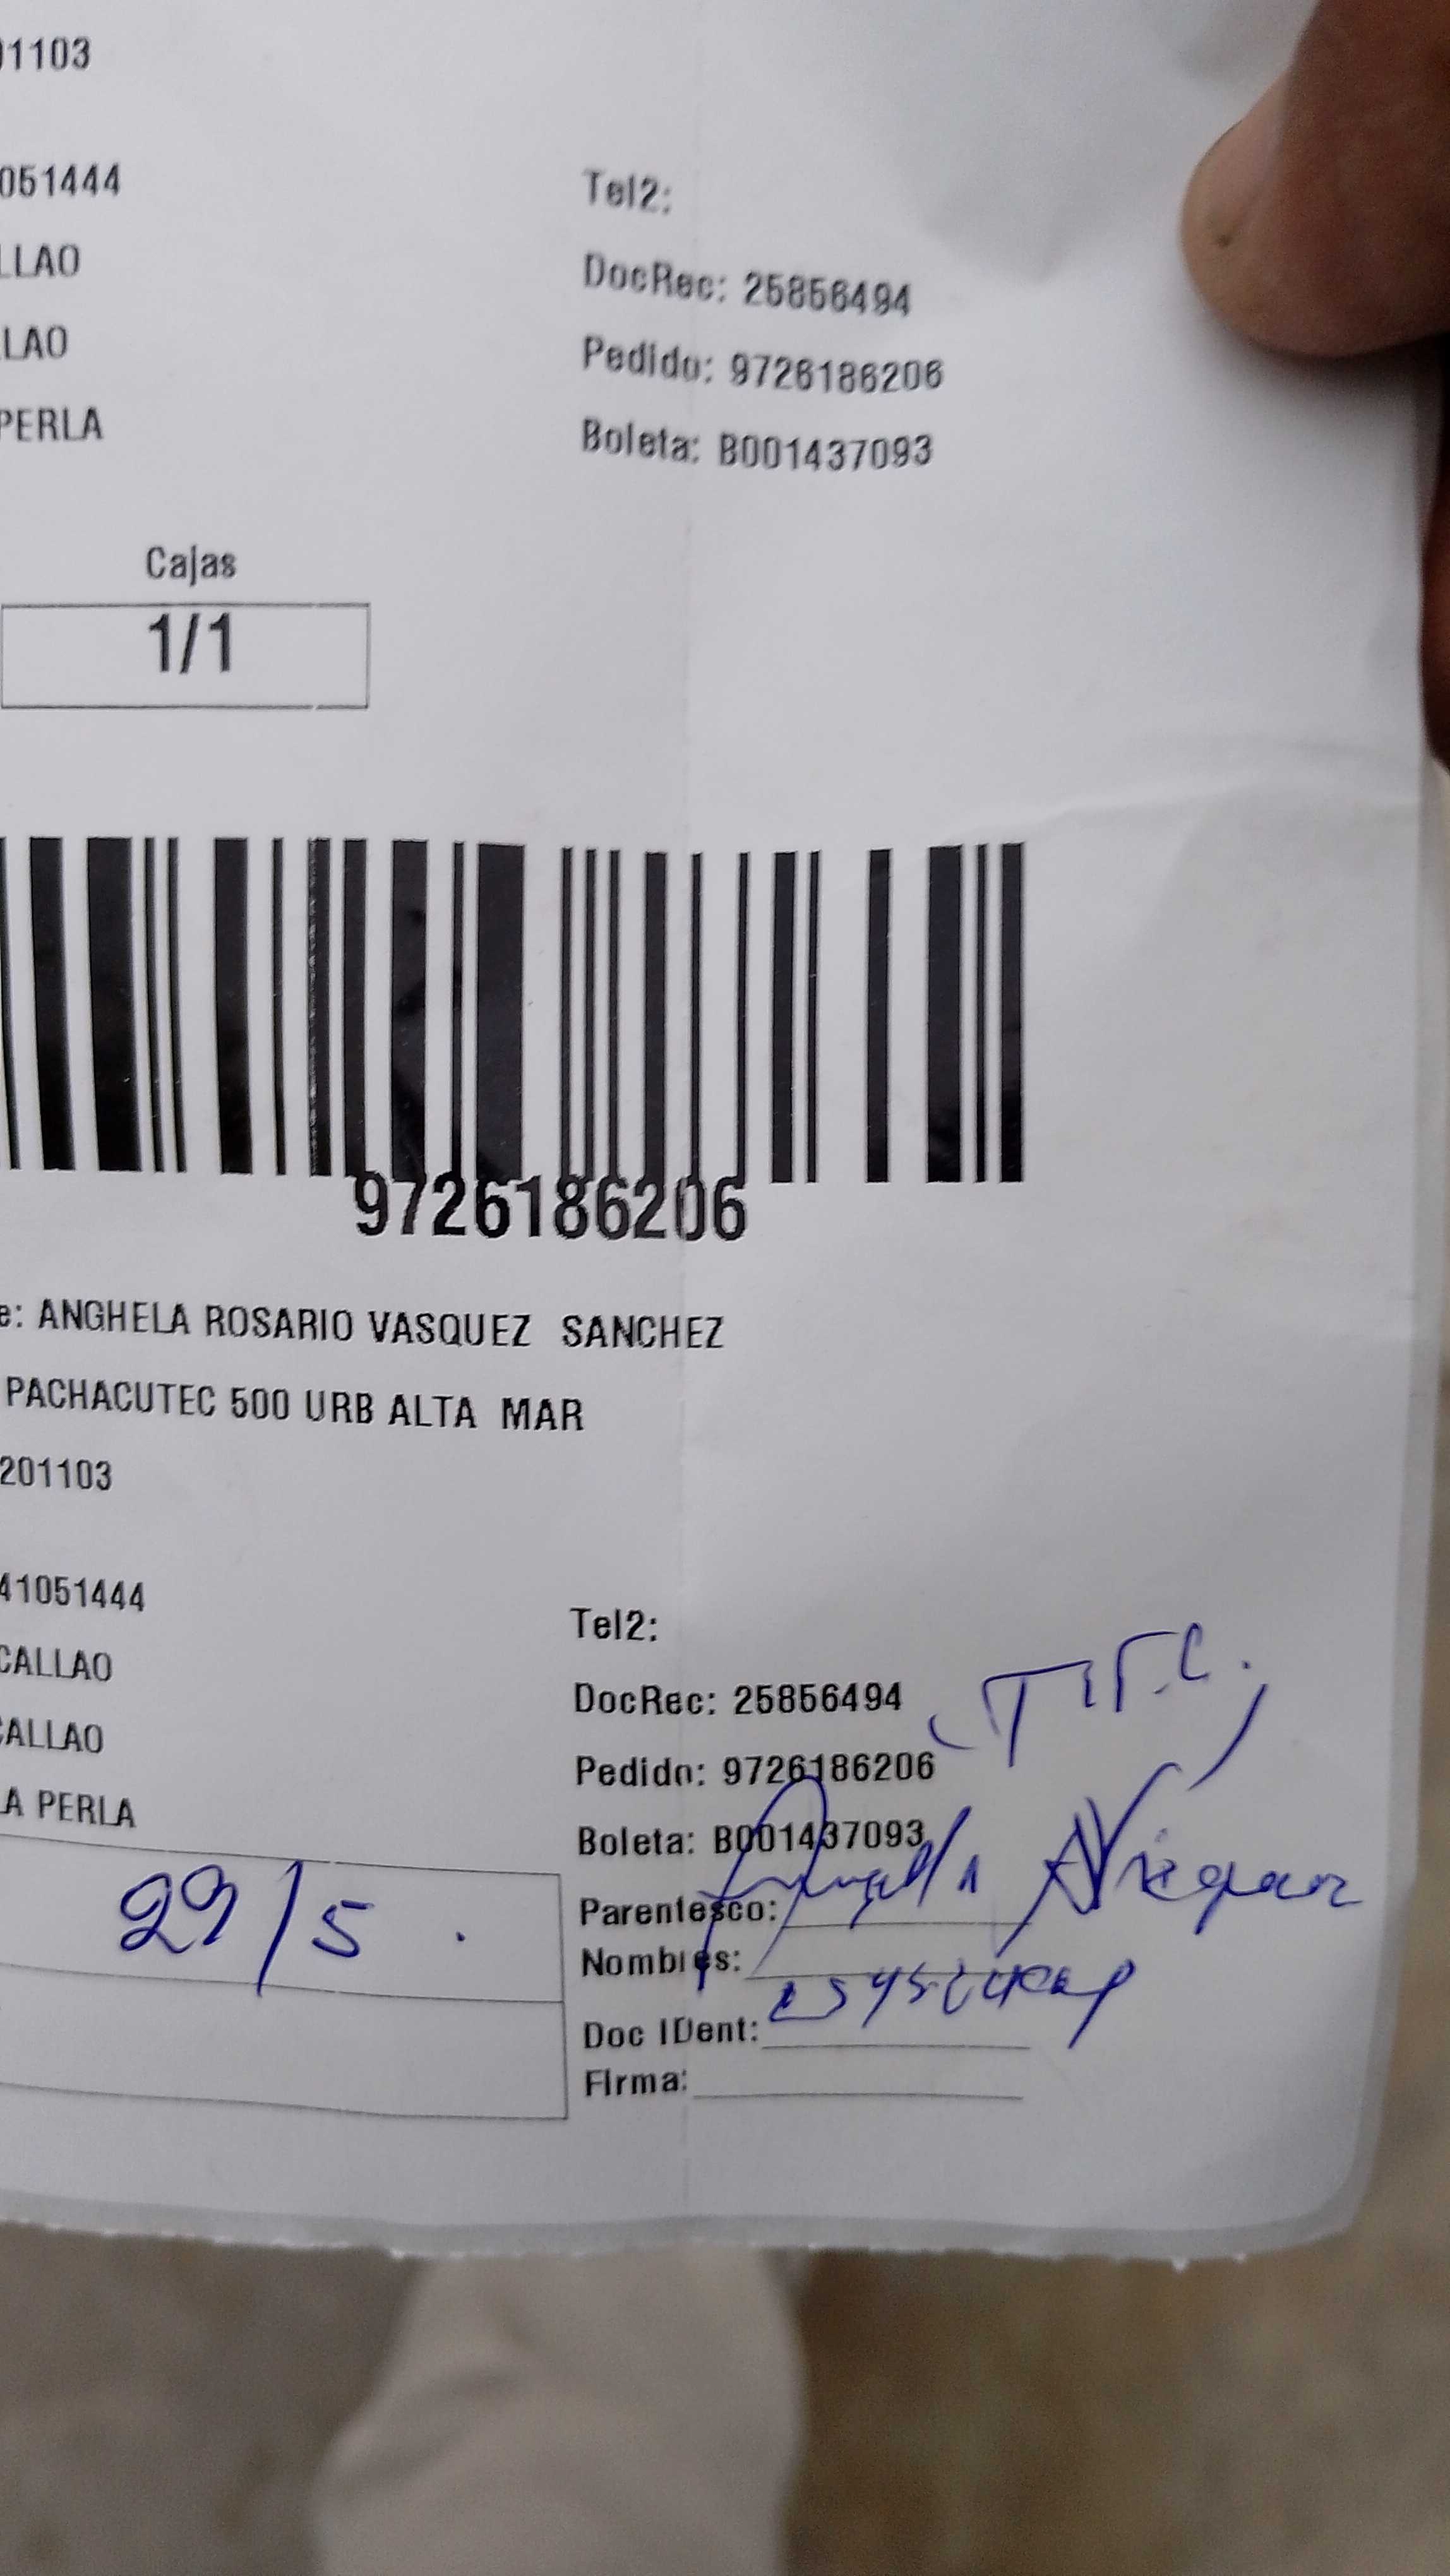 01103
051444
Tel2:
LLAO
DocRec: 25856494
LAO
Pedido: 9726186206
PERLA
Boleta: B001437093
Cajas
1/1
9726186206
e: ANGHELA ROSARIO VASQUEZ SANCHEZ
PACHACUTEC 500 URB ALTA MAR
201103
41051444
Tel2:
CALLAO
DocRec: 25856494
CALLAO
Pedido: 9726186206
LA PERLA
Boleta: B001437093
29/5.
Parentesco:
Nombres:
Doc IDent:
Firma: